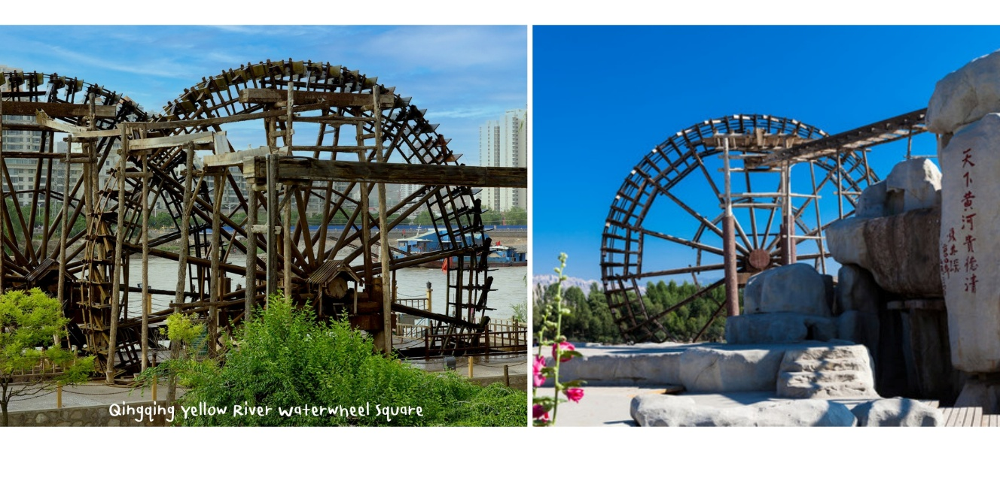 Qingqing Yellow River Waterwheel Square
天下黄河贵德清